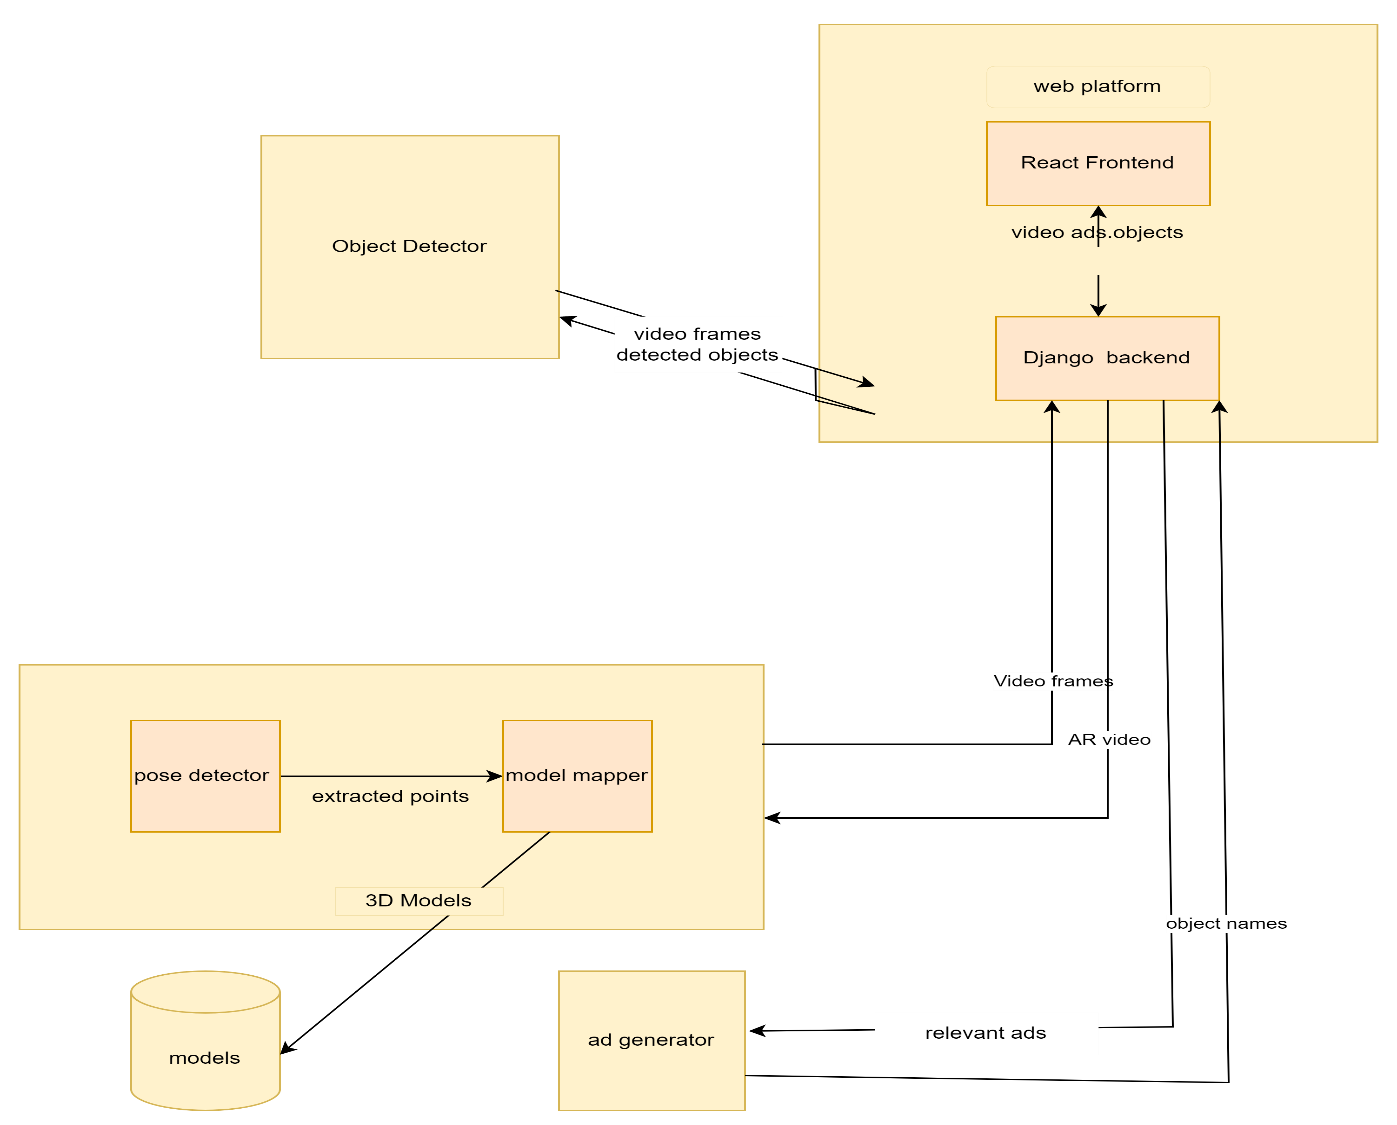 web platform
React Frontend
video ads.objects
Object Detector
video frames
detected objects
Django backend
Video frames
AR video
pose detector
model mapper
extracted points
3D Models
object names
models
ad generator
relevant ads